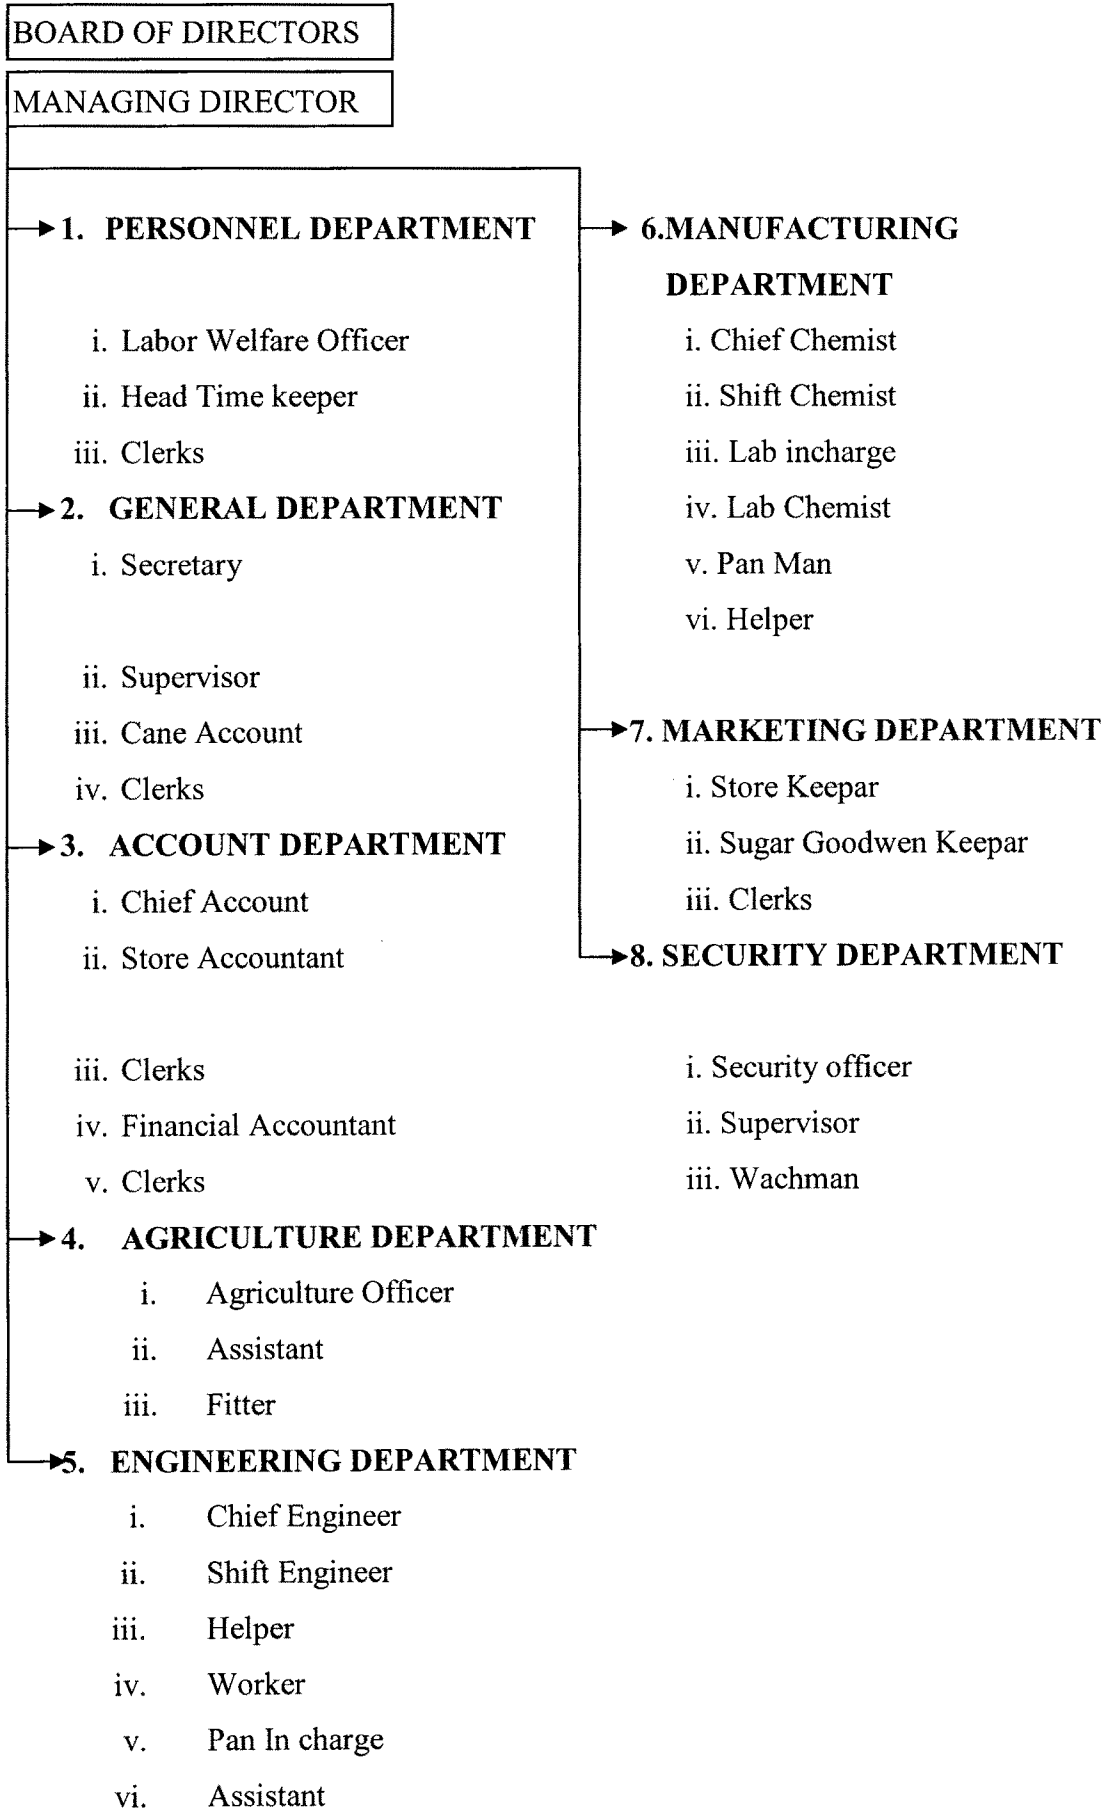 BOARD OF DIRECTORS
MANAGING DIRECTOR
1. PERSONNEL DEPARTMENT
i. Labor Welfare Officer
ii. Head Time keeper
iii. Clerks
2. GENERAL DEPARTMENT
i. Secretary
ii. Supervisor
iii. Cane Account
iv. Clerks
3. ACCOUNT DEPARTMENT
i. Chief Account
ii. Store Accountant
iii. Clerks
iv. Financial Accountant
v. Clerks
4. AGRICULTURE DEPARTMENT
i. Agriculture Officer
ii. Assistant
iii. Fitter
5. ENGINEERING DEPARTMENT
i. Chief Engineer
ii. Shift Engineer
iii. Helper
iv. Worker
v. Pan In charge
vi. Assistant
6.MANUFACTURING
DEPARTMENT
i. Chief Chemist
ii. Shift Chemist
iii. Lab incharge
iv. Lab Chemist
v. Pan Man
vi. Helper
7. MARKETING DEPARTMENT
i. Store Keepar
ii. Sugar Goodwen Keepar
iii. Clerks
8. SECURITY DEPARTMENT
i. Security officer
ii. Supervisor
iii. Wachman